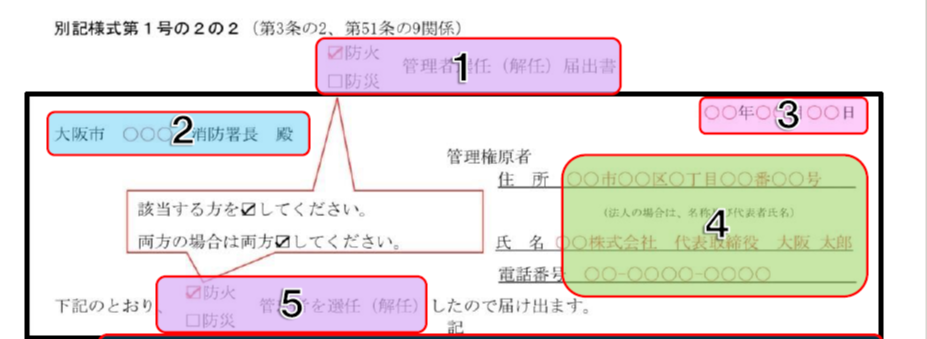 別記様式第1号の2の2（第3条の2、第51条の9関係）
☑防火
□防災
管理者選任（解任）届出書
1
○○年○○月○○日
3
大阪市 ○○○消防署長 殿
2
管理権原者
住 所 ○○市○○区○丁目○○番○○号
（法人の場合は、名称及び代表者氏名）
4
氏 名 ○○株式会社 代表取締役 大阪 太郎
電話番号 ○○-○○○○-○○○○
該当する方を☑してください。
両方の場合は両方☑してください。
下記のとおり、
☑防火
□防災
管理者を選任（解任）したので届け出ます。
5
記